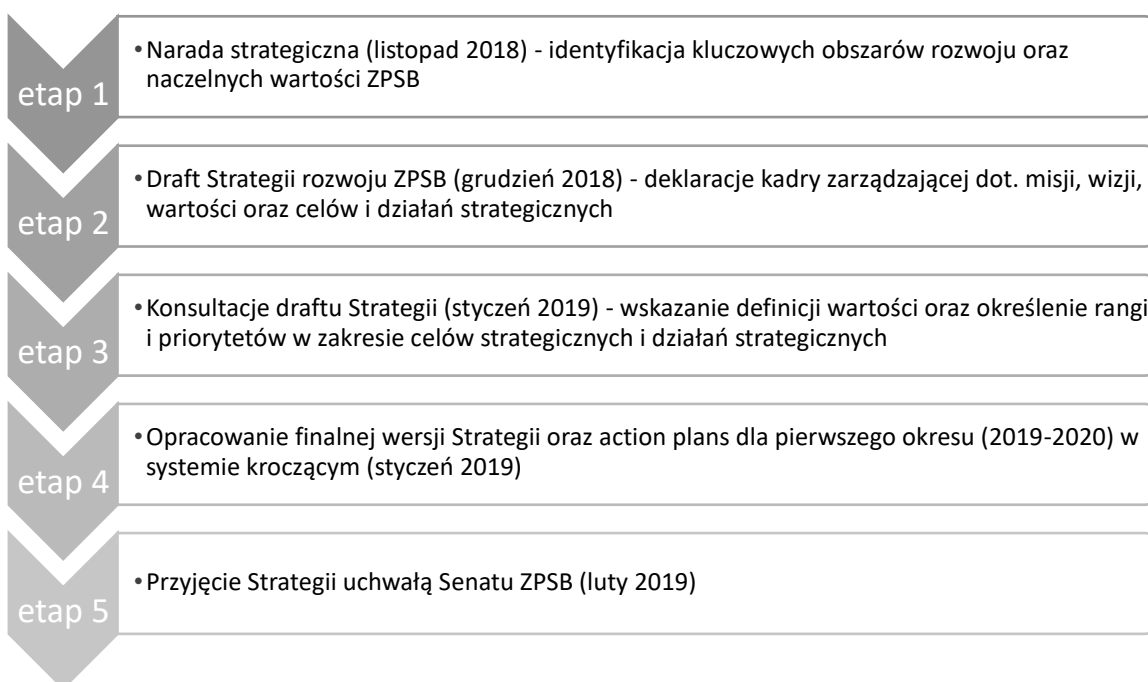 etap 1
•Narada strategiczna (listopad 2018) - identyfikacja kluczowych obszarów rozwoju oraz
naczelnych wartości ZPSB
etap 2
•Draft Strategii rozwoju ZPSB (grudzień 2018) - deklaracje kadry zarządzającej dot. misji, wizji,
wartości oraz celów i działań strategicznych
etap 3
•Konsultacje draftu Strategii (styczeń 2019) - wskazanie definicji wartości oraz określenie rangi
i priorytetów w zakresie celów strategicznych i działań strategicznych
etap 4
•Opracowanie finalnej wersji Strategii oraz action plans dla pierwszego okresu (2019-2020) w
systemie kroczącym (styczeń 2019)
etap 5
•Przyjęcie Strategii uchwałą Senatu ZPSB (luty 2019)